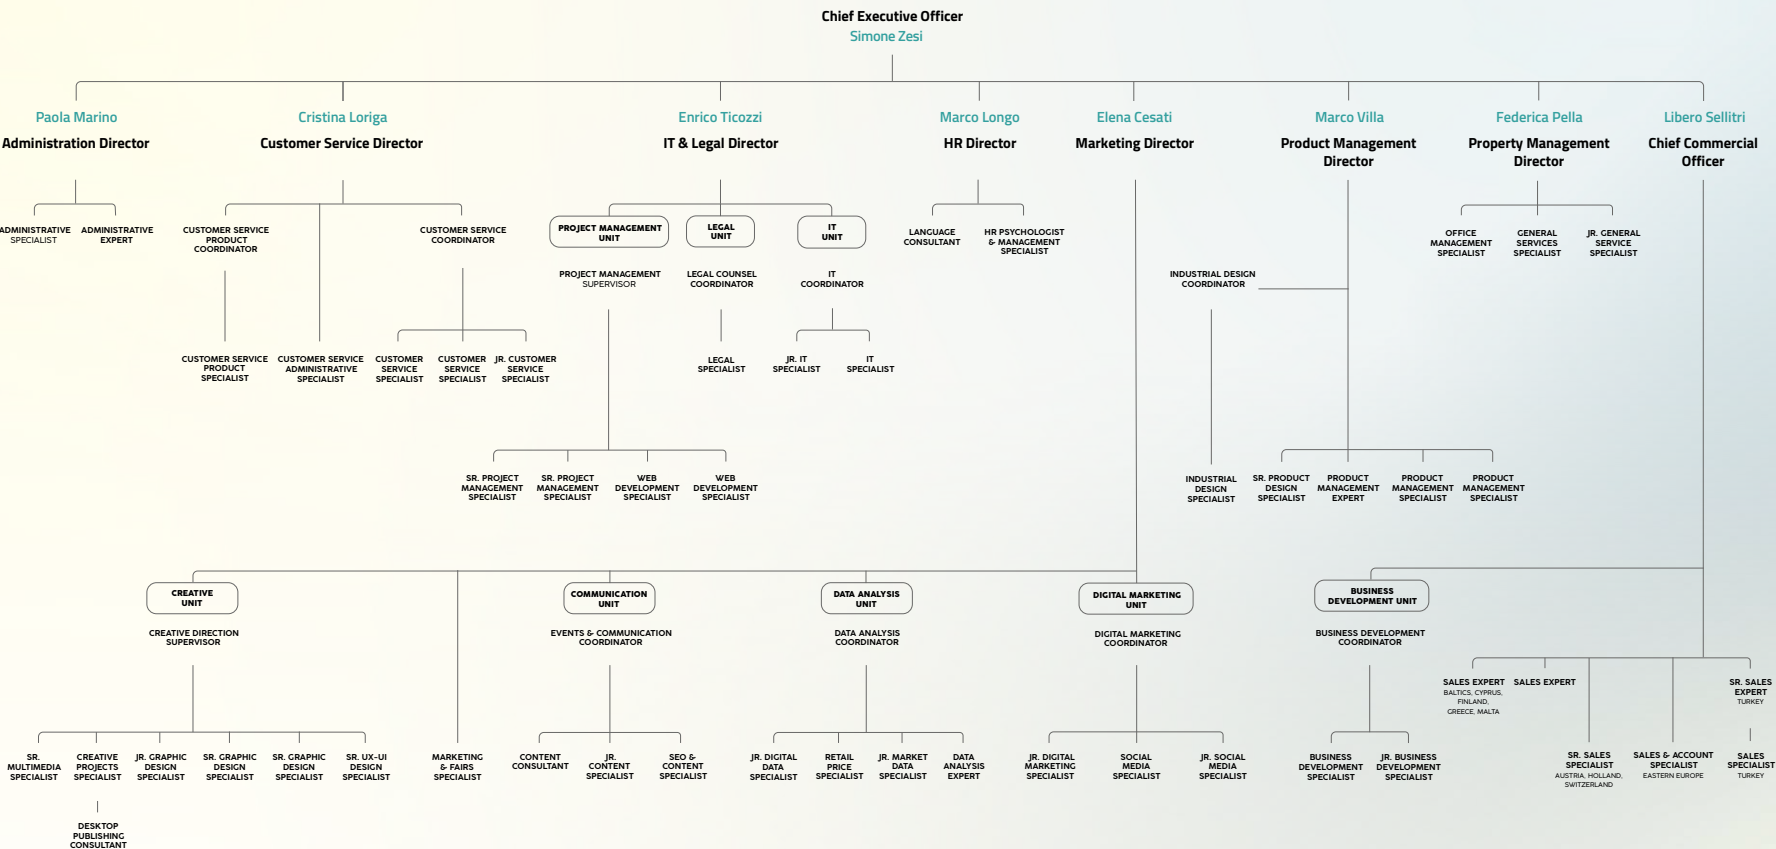 Chief Executive Officer
Simone Zesi
Paola Marino
Administration Director
Cristina Loriga
Customer Service Director
Enrico Ticozzi
IT & Legal Director
Marco Longo
HR Director
Elena Cesati
Marketing Director
Marco Villa
Product Management
Director
Federica Pella
Property Management
Director
Libero Sellitri
Chief Commercial
Officer
ADMINISTRATIVE
SPECIALIST
ADMINISTRATIVE
EXPERT
CUSTOMER SERVICE
PRODUCT
COORDINATOR
CUSTOMER SERVICE
COORDINATOR
PROJECT MANAGEMENT
UNIT
LEGAL
UNIT
IT
UNIT
LANGUAGE
CONSULTANT
HR PSYCHOLOGIST
& MANAGEMENT
SPECIALIST
OFFICE
MANAGEMENT
SPECIALIST
GENERAL
SERVICES
SPECIALIST
JR. GENERAL
SERVICE
SPECIALIST
PROJECT MANAGEMENT
SUPERVISOR
LEGAL COUNSEL
COORDINATOR
IT
COORDINATOR
INDUSTRIAL DESIGN
COORDINATOR
CUSTOMER SERVICE
PRODUCT
SPECIALIST
CUSTOMER SERVICE
ADMINISTRATIVE
SPECIALIST
CUSTOMER
SERVICE
SPECIALIST
CUSTOMER
SERVICE
SPECIALIST
JR. CUSTOMER
SERVICE
SPECIALIST
LEGAL
SPECIALIST
JR. IT
SPECIALIST
IT
SPECIALIST
SR. PROJECT
MANAGEMENT
SPECIALIST
SR. PROJECT
MANAGEMENT
SPECIALIST
WEB
DEVELOPMENT
SPECIALIST
WEB
DEVELOPMENT
SPECIALIST
INDUSTRIAL
DESIGN
SPECIALIST
SR. PRODUCT
DESIGN
SPECIALIST
PRODUCT
MANAGEMENT
EXPERT
PRODUCT
MANAGEMENT
SPECIALIST
PRODUCT
MANAGEMENT
SPECIALIST
CREATIVE
UNIT
COMMUNICATION
UNIT
DATA ANALYSIS
UNIT
DIGITAL MARKETING
UNIT
BUSINESS
DEVELOPMENT UNIT
CREATIVE DIRECTION
SUPERVISOR
EVENTS & COMMUNICATION
COORDINATOR
DATA ANALYSIS
COORDINATOR
DIGITAL MARKETING
COORDINATOR
BUSINESS DEVELOPMENT
COORDINATOR
SALES EXPERT
BALTICS, CYPRUS,
FINLAND,
GREECE, MALTA
SALES EXPERT
SR. SALES
EXPERT
TURKEY
SR.
MULTIMEDIA
SPECIALIST
CREATIVE
PROJECTS
SPECIALIST
JR. GRAPHIC
DESIGN
SPECIALIST
SR. GRAPHIC
DESIGN
SPECIALIST
SR. GRAPHIC
DESIGN
SPECIALIST
SR. UX-UI
DESIGN
SPECIALIST
MARKETING
& FAIRS
SPECIALIST
CONTENT
CONSULTANT
JR.
CONTENT
SPECIALIST
SEO &
CONTENT
SPECIALIST
JR. DIGITAL
DATA
SPECIALIST
RETAIL
PRICE
SPECIALIST
JR. MARKET
DATA
SPECIALIST
DATA
ANALYSIS
EXPERT
JR. DIGITAL
MARKETING
SPECIALIST
SOCIAL
MEDIA
SPECIALIST
JR. SOCIAL
MEDIA
SPECIALIST
BUSINESS
DEVELOPMENT
SPECIALIST
JR. BUSINESS
DEVELOPMENT
SPECIALIST
SR. SALES
SPECIALIST
AUSTRIA, HOLLAND,
SWITZERLAND
SALES & ACCOUNT
SPECIALIST
EASTERN EUROPE
SALES
SPECIALIST
TURKEY
DESKTOP
PUBLISHING
CONSULTANT